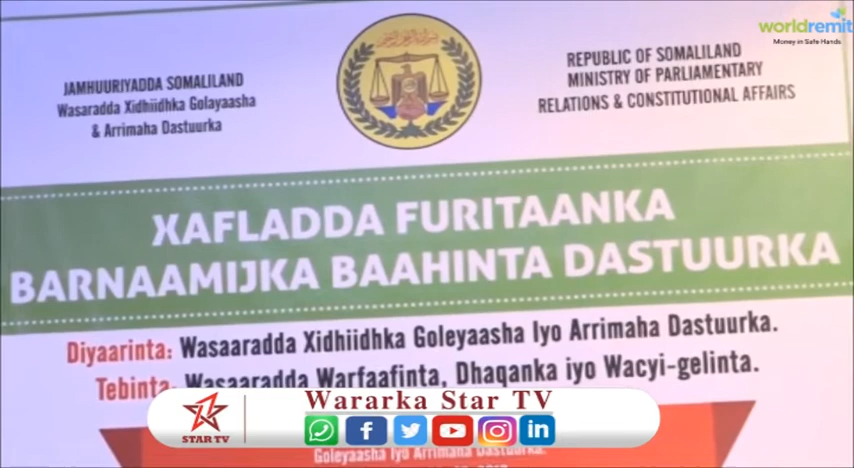 worldremit
Money in Safe Hands
JAMHUURIYADDA SOMALILAND
Wasaradda Xidhiidhka Golayaasha
& Arrimaha Dastuurka
REPUBLIC OF SOMALILAND
MINISTRY OF PARLIAMENTARY
RELATIONS & CONSTITUTIONAL AFFAIRS
XAFLADDA FURITAANKA
BARNAAMIJKA BAAHINTA DASTUURKA
Diyaarinta: Wasaaradda Xidhiidhka Goleyaasha Iyo Arrimaha Dastuurka.
Tebinta: Wasaaradda Warfaafinta, Dhaqanka iyo Wacyi-gelinta.
Wararka Star TV
STAR TV
Goleyaasha Iyo Arrimaha Dastuurka.